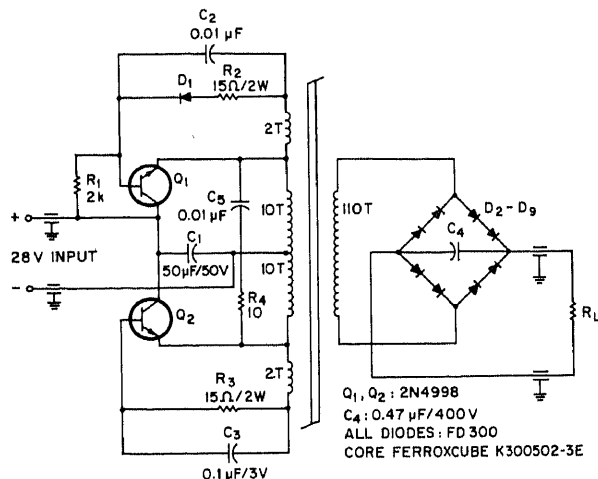 C2
0.01 µF
D1
R2
15Ω/2W
2T
Q1
R1
2k
C5
0.01µF
10T
110T
D2-D9
C4
+
C1
28V INPUT
50µF/50V
10T
-
R4
10
RL
Q2
2T
R3
15Ω/2W
C3
0.1µF/3V
Q1, Q2: 2N4998
C4: 0.47 µF/400V
ALL DIODES: FD300
CORE FERROXCUBE K300502-3E